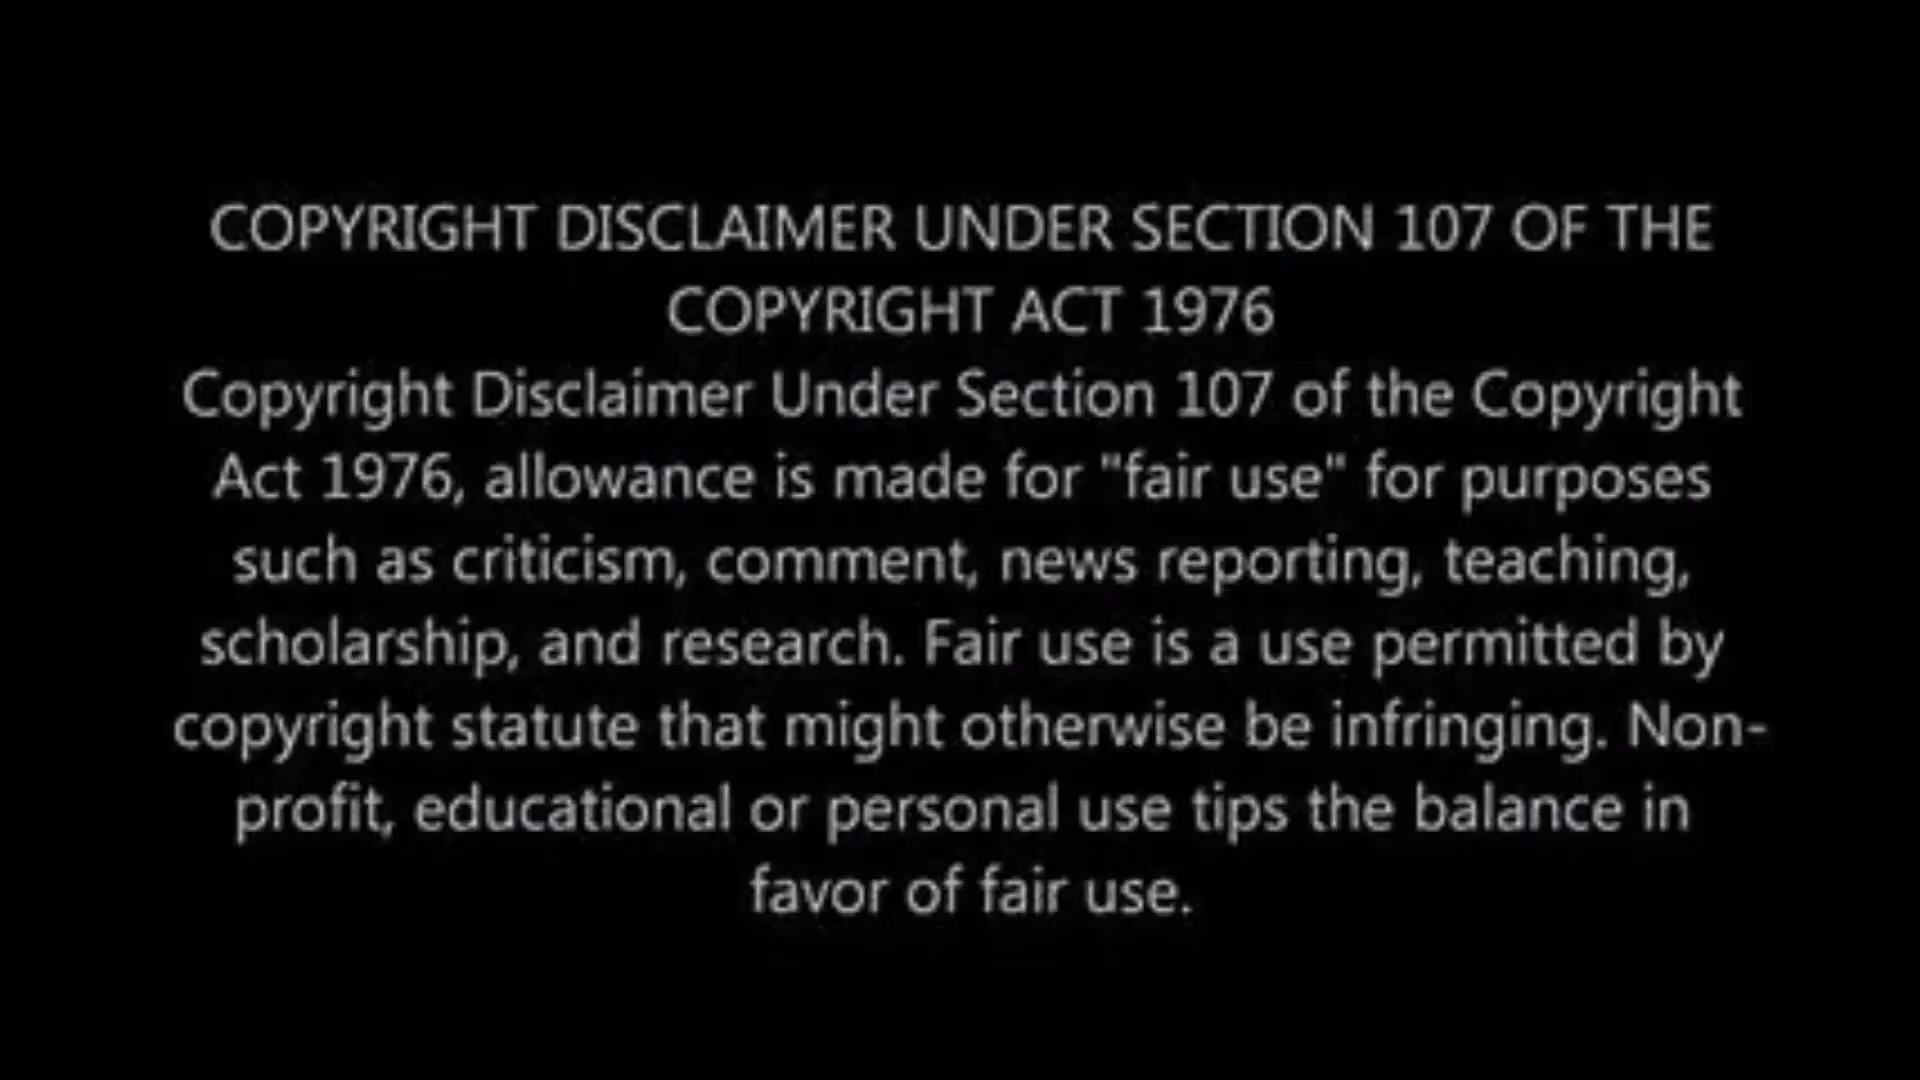 COPYRIGHT DISCLAIMER UNDER SECTION 107 OF THE
COPYRIGHT ACT 1976
Copyright Disclaimer Under Section 107 of the Copyright
Act 1976, allowance is made for "fair use" for purposes
such as criticism, comment, news reporting, teaching,
scholarship, and research. Fair use is a use permitted by
copyright statute that might otherwise be infringing. Non-
profit, educational or personal use tips the balance in
favor of fair use.